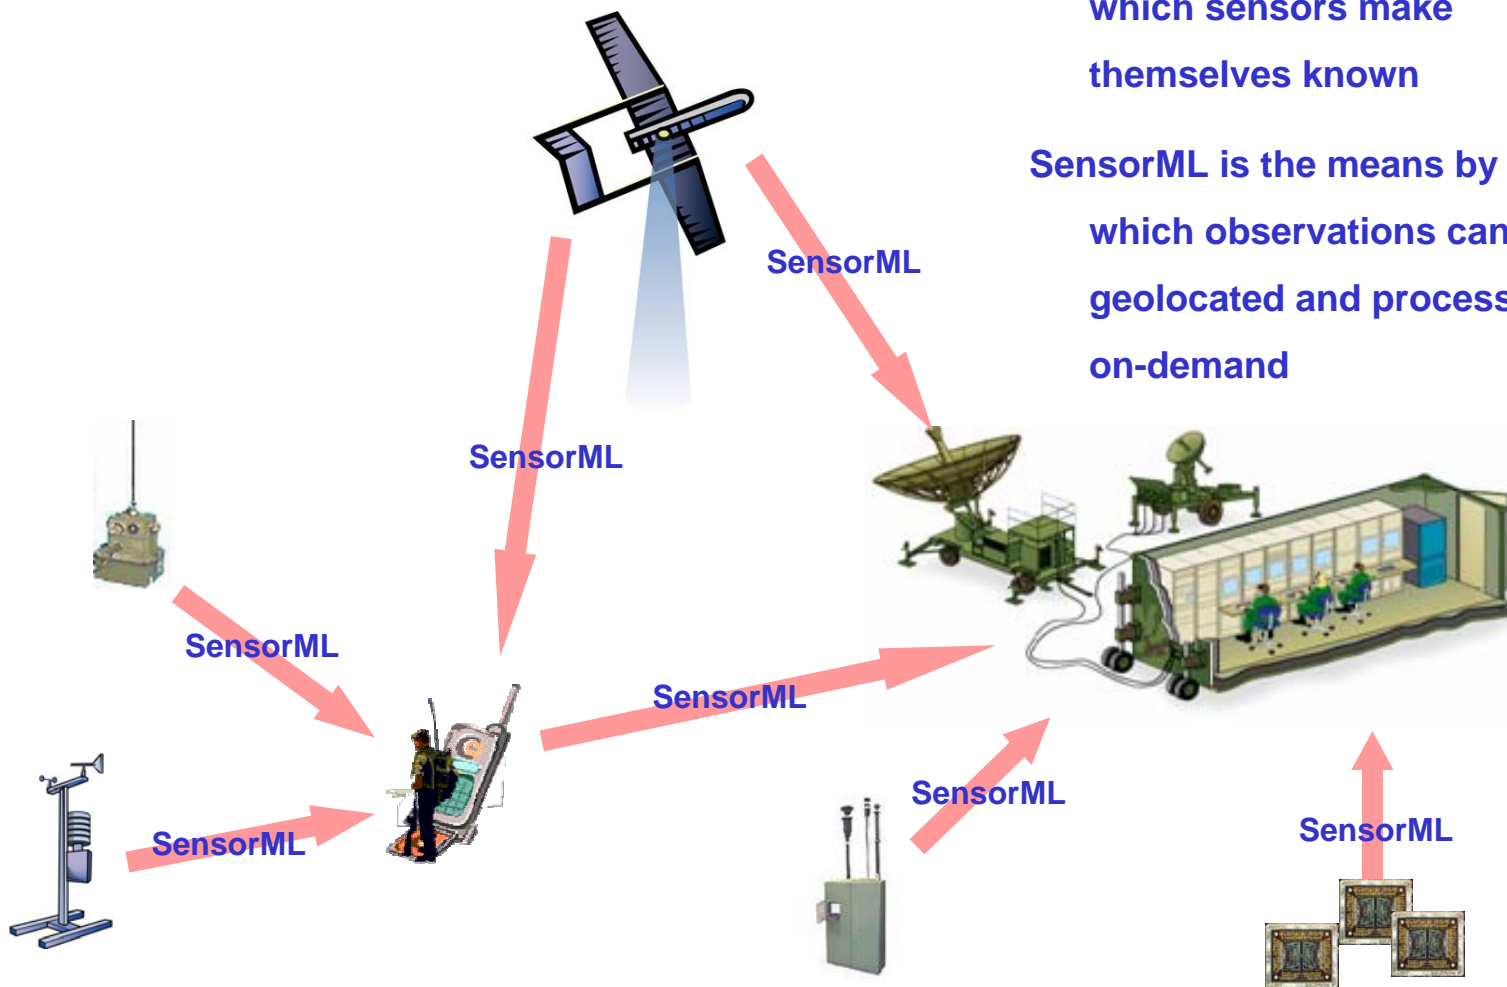 which sensors make
themselves known
SensorML is the means by
which observations can
geolocated and process
on-demand
SensorML
SensorML
SensorML
SensorML
SensorML
SensorML
SensorML